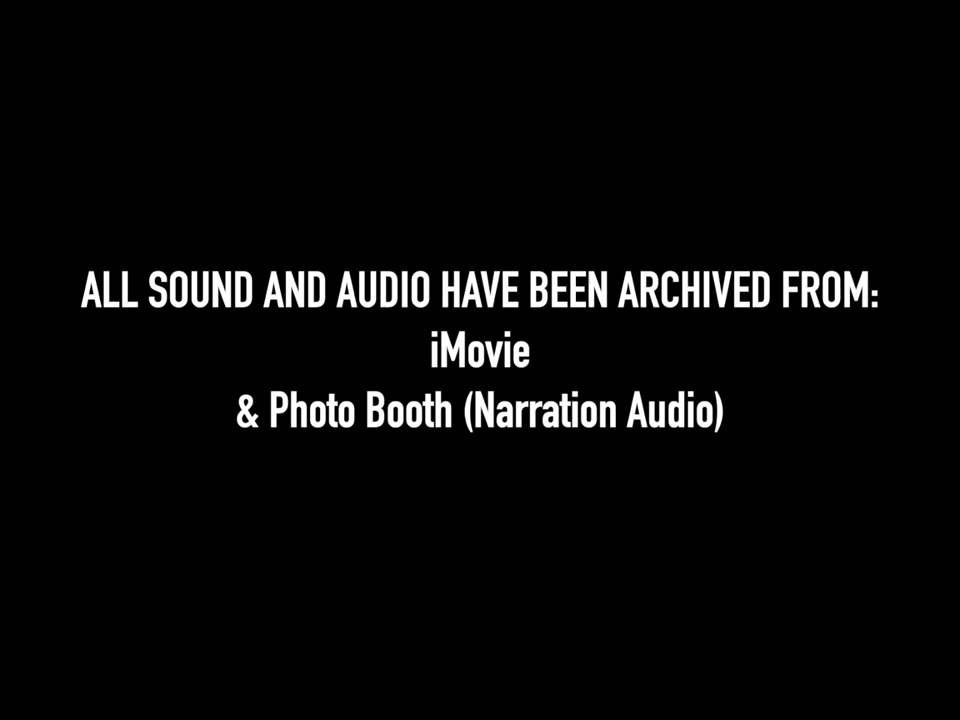 ALL SOUND AND AUDIO HAVE BEEN ARCHIVED FROM:
iMovie
& Photo Booth (Narration Audio)